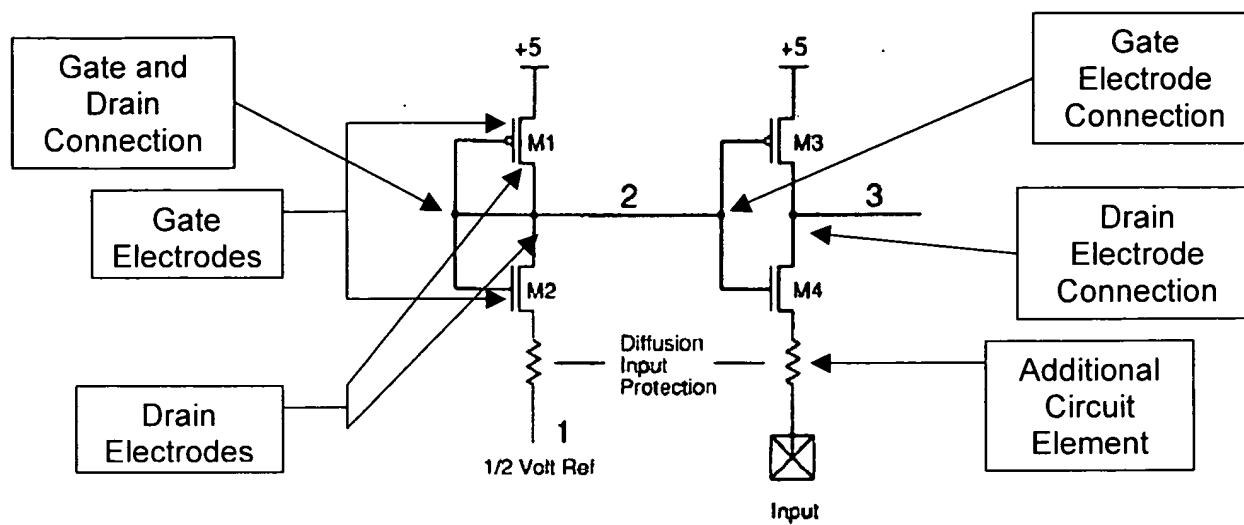 Gate and
Drain
Connection
+5
+5
Gate
Electrode
Connection
M1
M3
2
3
Gate
Electrodes
Drain
Electrode
Connection
M2
M4
Diffusion
Input
Protection
Additional
Circuit
Element
Drain
Electrodes
1
1/2 Volt Ref
Input